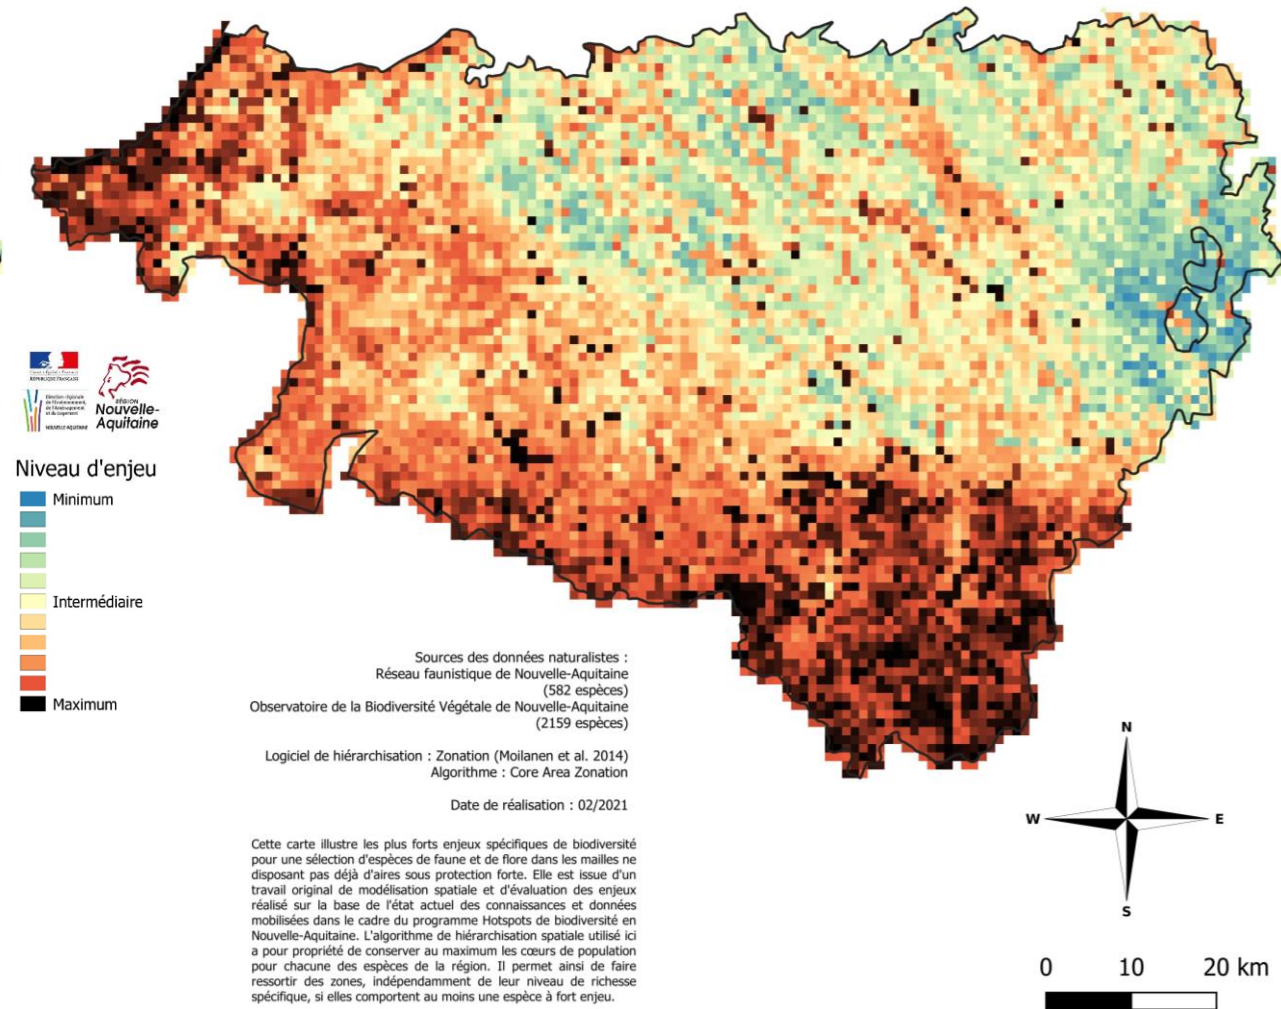 RÉPUBLIQUE FRANÇAISE
RÉGION
Nouvelle-
Aquitaine
NOUVELLE-AQUITAINE
Niveau d'enjeu
Minimum
Intermédiaire
Maximum
Sources des données naturalistes :
Réseau faunistique de Nouvelle-Aquitaine
(582 espèces)
Observatoire de la Biodiversité Végétale de Nouvelle-Aquitaine
(2159 espèces)
Logiciel de hiérarchisation : Zonation (Moilanen et al. 2014)
Algorithme : Core Area Zonation
Date de réalisation : 02/2021
Cette carte illustre les plus forts enjeux spécifiques de biodiversité
pour une sélection d'espèces de faune et de flore dans les mailles ne
disposant pas déjà d'aires sous protection forte. Elle est issue d'un
travail original de modélisation spatiale et d'évaluation des enjeux
réalisé sur la base de l'état actuel des connaissances et données
mobilisées dans le cadre du programme Hotspots de biodiversité en
Nouvelle-Aquitaine. L'algorithme de hiérarchisation spatiale utilisé ici
a pour propriété de conserver au maximum les cœurs de population
pour chacune des espèces de la région. Il permet ainsi de faire
ressortir des zones, indépendamment de leur niveau de richesse
spécifique, si elles comportent au moins une espèce à fort enjeu.
N
W
E
S
0 10 20 km